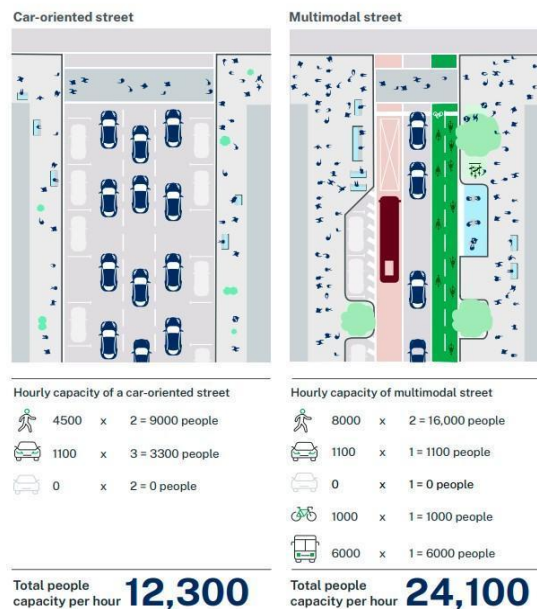 Car-oriented street
Hourly capacity of a car-oriented street
4500 x 2 = 9000 people
1100 x 3 = 3300 people
0 x 2 = 0 people
Total people
capacity per hour 12,300
Multimodal street
Hourly capacity of multimodal street
8000 x 2 = 16,000 people
1100 x 1 = 1100 people
0 x 1 = 0 people
1000 x 1 = 1000 people
6000 x 1 = 6000 people
Total people
capacity per hour 24,100